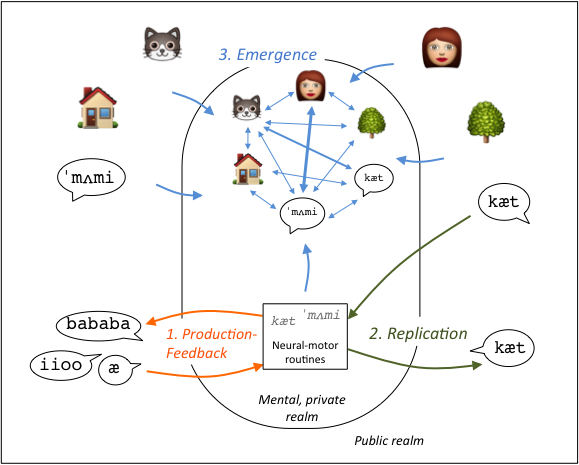 3. Emergence
ˈmʌmi
kæt
ˈmʌmi
kæt
bababa
iioo
æ
1. Production-
Feedback
kæt ˈmʌmi
Neural-motor
routines
2. Replication
kæt
Mental, private
realm
Public realm